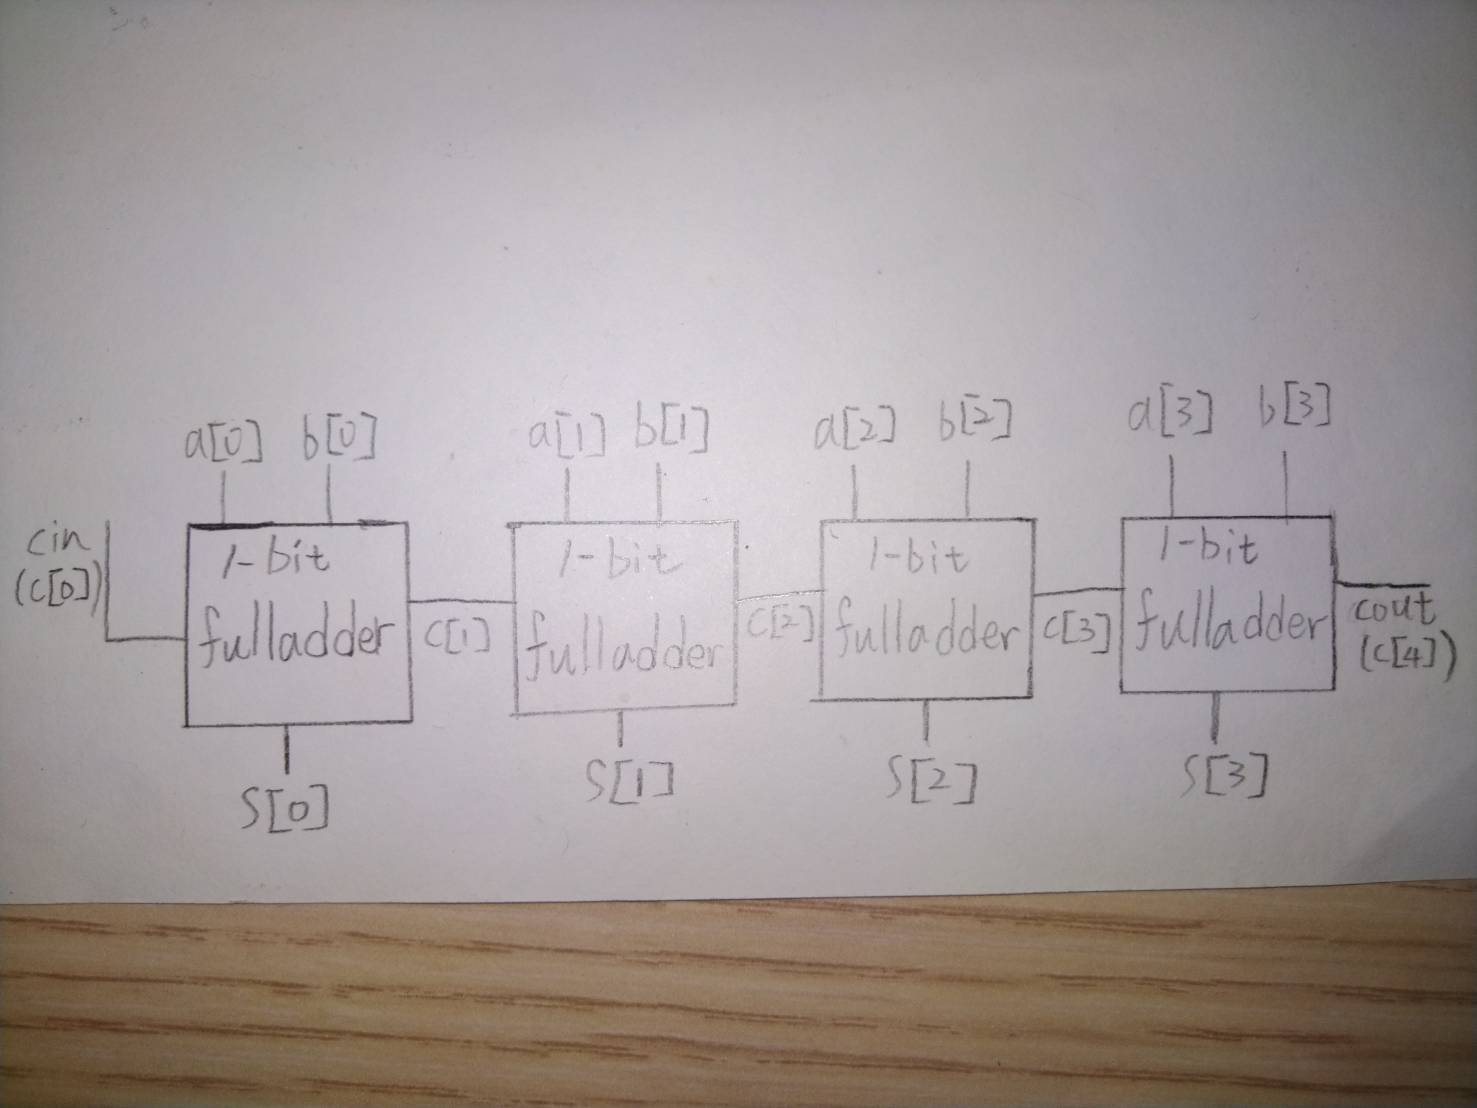 a[0] b[0] a[1] b[1] a[2] b[2] a[3] b[3]
cin
(c[0])
1-bit
fulladder
c[1]
1-bit
fulladder
c[2]
1-bit
fulladder
c[3]
1-bit
fulladder
cout
(c[4])
S[0] S[1] S[2] S[3]